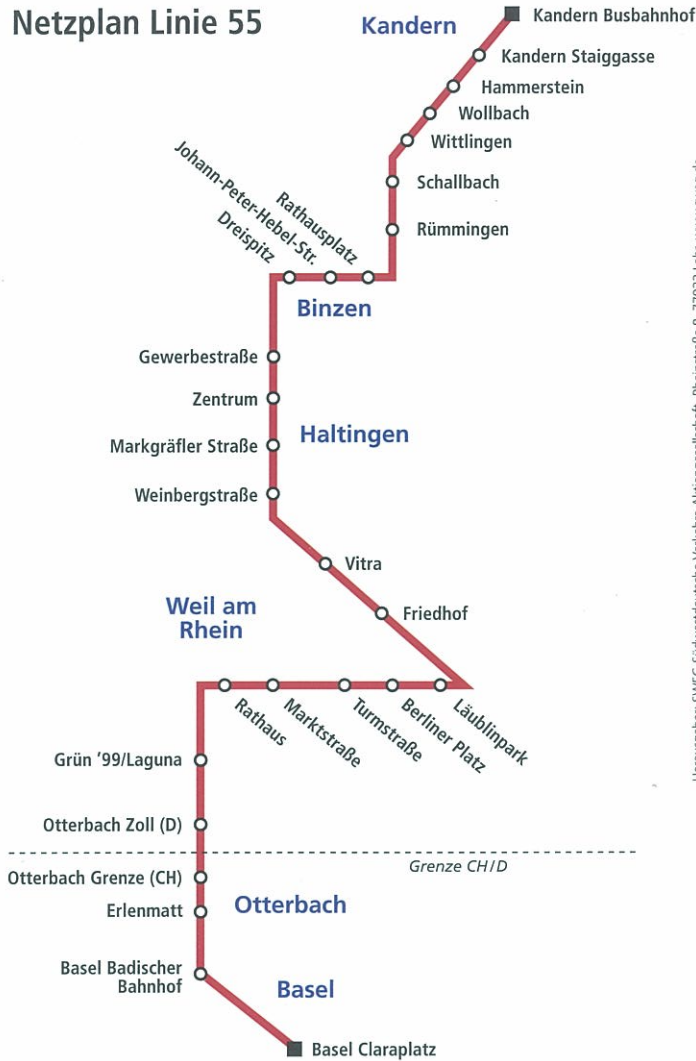 Netzplan Linie 55
Kandern
Kandern Busbahnhof
Kandern Staiggasse
Hammerstein
Wollbach
Wittlingen
Schallbach
Rümmingen
Rathausplatz
Johann-Peter-Hebel-Str.
Dreispitz
Binzen
Gewerbestraße
Zentrum
Haltingen
Markgräfler Straße
Weinbergstraße
Vitra
Weil am
Rhein
Friedhof
Rathaus
Marktstraße
Turmstraße
Berliner Platz
Läublinpark
Grün '99/Laguna
Otterbach Zoll (D)
Grenze CH/D
Otterbach Grenze (CH)
Erlenmatt
Otterbach
Basel Badischer
Bahnhof
Basel
Basel Claraplatz